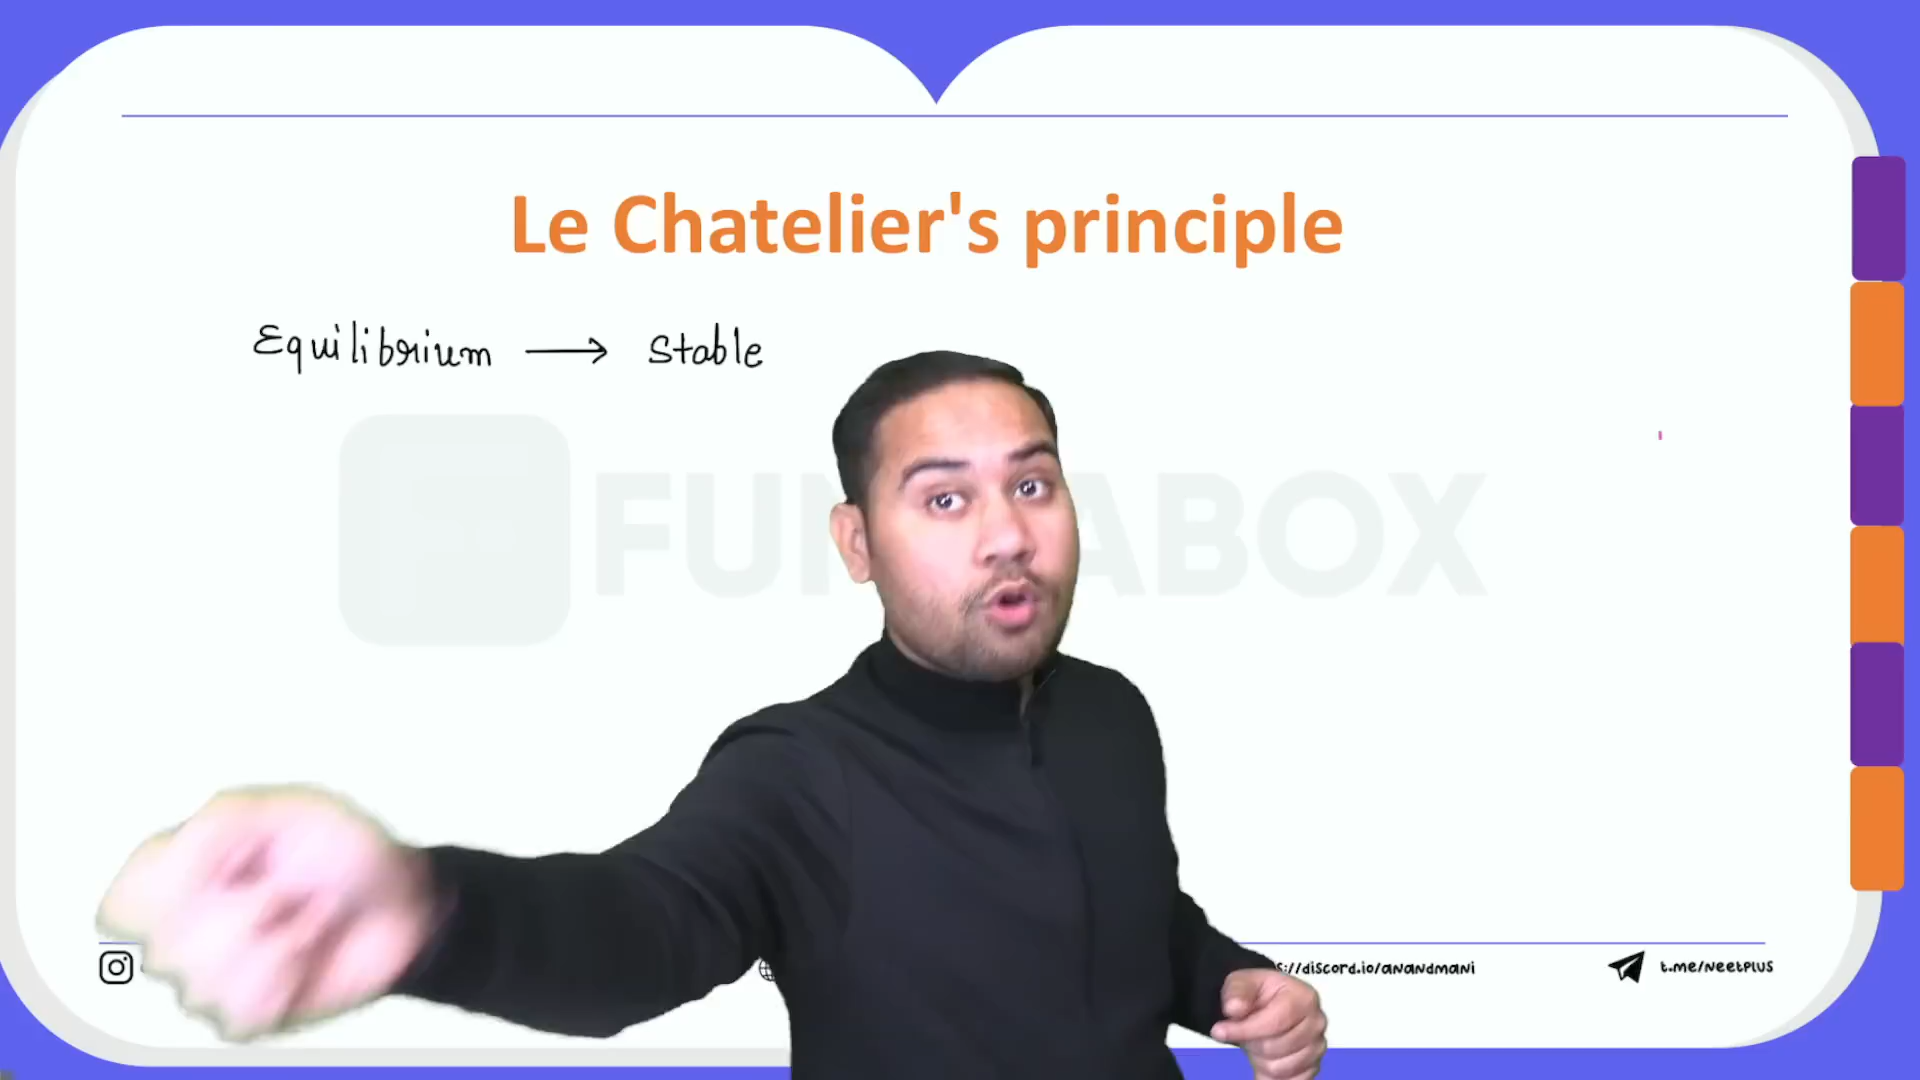 Le Chatelier's principle
Equilibrium → Stable
FUN ABOX
s://discord.io/anandmani
t.me/neetplus